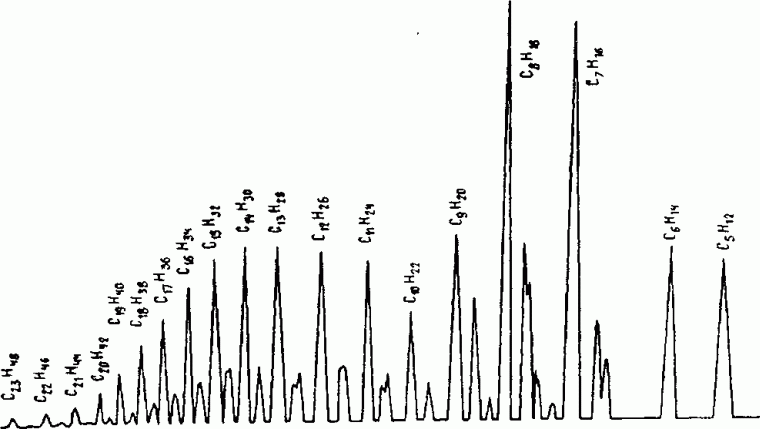 C₂₃H₄₈
C₂₂H₄₆
C₂₁H₄₄
C₂₀H₄₂
C₁₉H₄₀
C₁₈H₃₈
C₁₇H₃₆
C₁₆H₃₄
C₁₅H₃₂
C₁₄H₃₀
C₁₃H₂₈
C₁₂H₂₆
C₁₁H₂₄
C₁₀H₂₂
C₉H₂₀
C₈H₁₈
C₇H₁₆
C₆H₁₄
C₅H₁₂